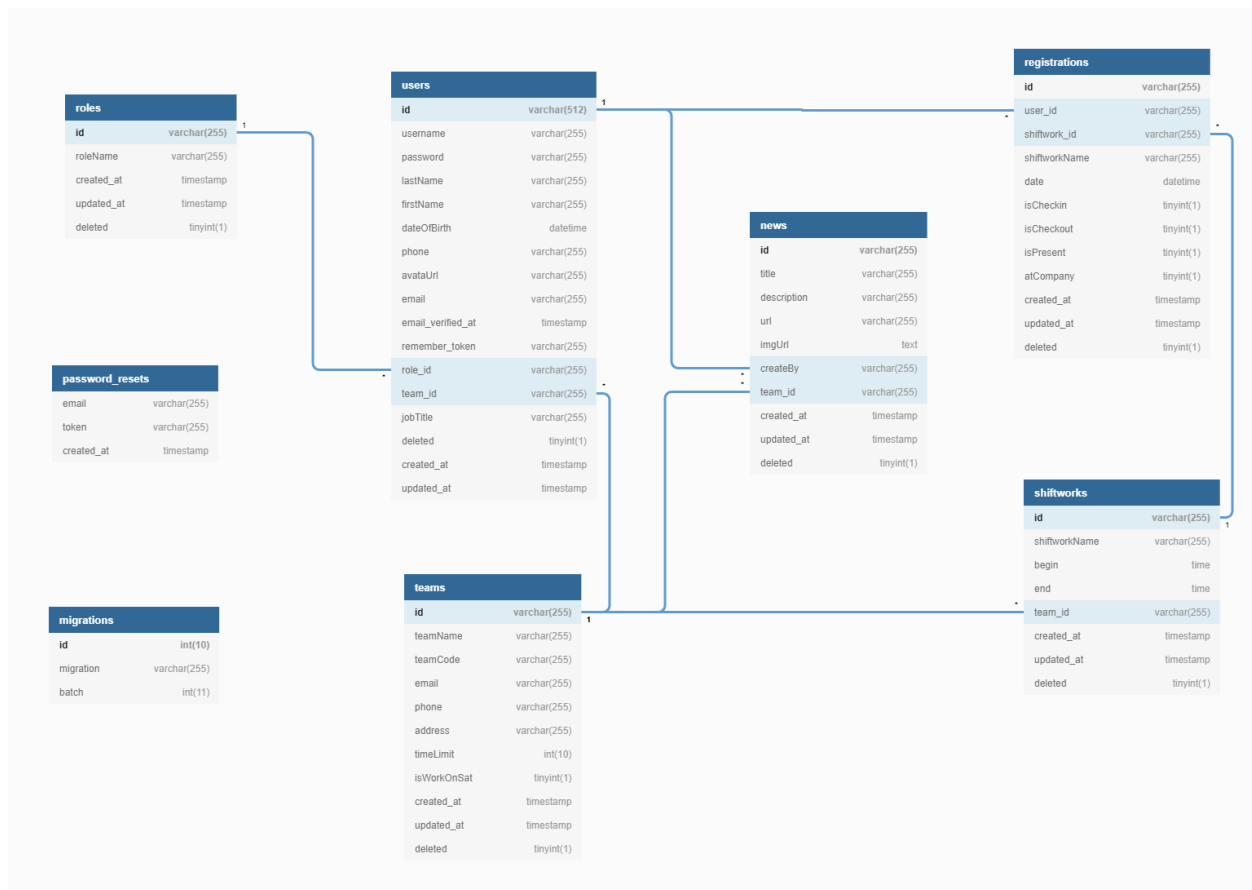 roles
id varchar(255)
roleName varchar(255)
created_at timestamp
updated_at timestamp
deleted tinyint(1)
1
*
users
id varchar(512)
username varchar(255)
password varchar(255)
lastName varchar(255)
firstName varchar(255)
dateOfBirth datetime
phone varchar(255)
avataUrl varchar(255)
email varchar(255)
email_verified_at timestamp
remember_token varchar(255)
role_id varchar(255)
team_id varchar(255)
jobTitle varchar(255)
deleted tinyint(1)
created_at timestamp
updated_at timestamp
1
*
news
id varchar(255)
title varchar(255)
description varchar(255)
url varchar(255)
imgUrl text
createBy varchar(255)
team_id varchar(255)
created_at timestamp
updated_at timestamp
deleted tinyint(1)
*
*
registrations
id varchar(255)
user_id varchar(255)
shiftwork_id varchar(255)
shiftworkName varchar(255)
date datetime
isCheckin tinyint(1)
isCheckout tinyint(1)
isPresent tinyint(1)
atCompany tinyint(1)
created_at timestamp
updated_at timestamp
deleted tinyint(1)
*
*
password_resets
email varchar(255)
token varchar(255)
created_at timestamp
migrations
id int(10)
migration varchar(255)
batch int(11)
teams
id varchar(255)
teamName varchar(255)
teamCode varchar(255)
email varchar(255)
phone varchar(255)
address varchar(255)
timeLimit int(10)
isWorkOnSat tinyint(1)
created_at timestamp
updated_at timestamp
deleted tinyint(1)
1
shiftworks
id varchar(255)
shiftworkName varchar(255)
begin time
end time
team_id varchar(255)
created_at timestamp
updated_at timestamp
deleted tinyint(1)
1
*